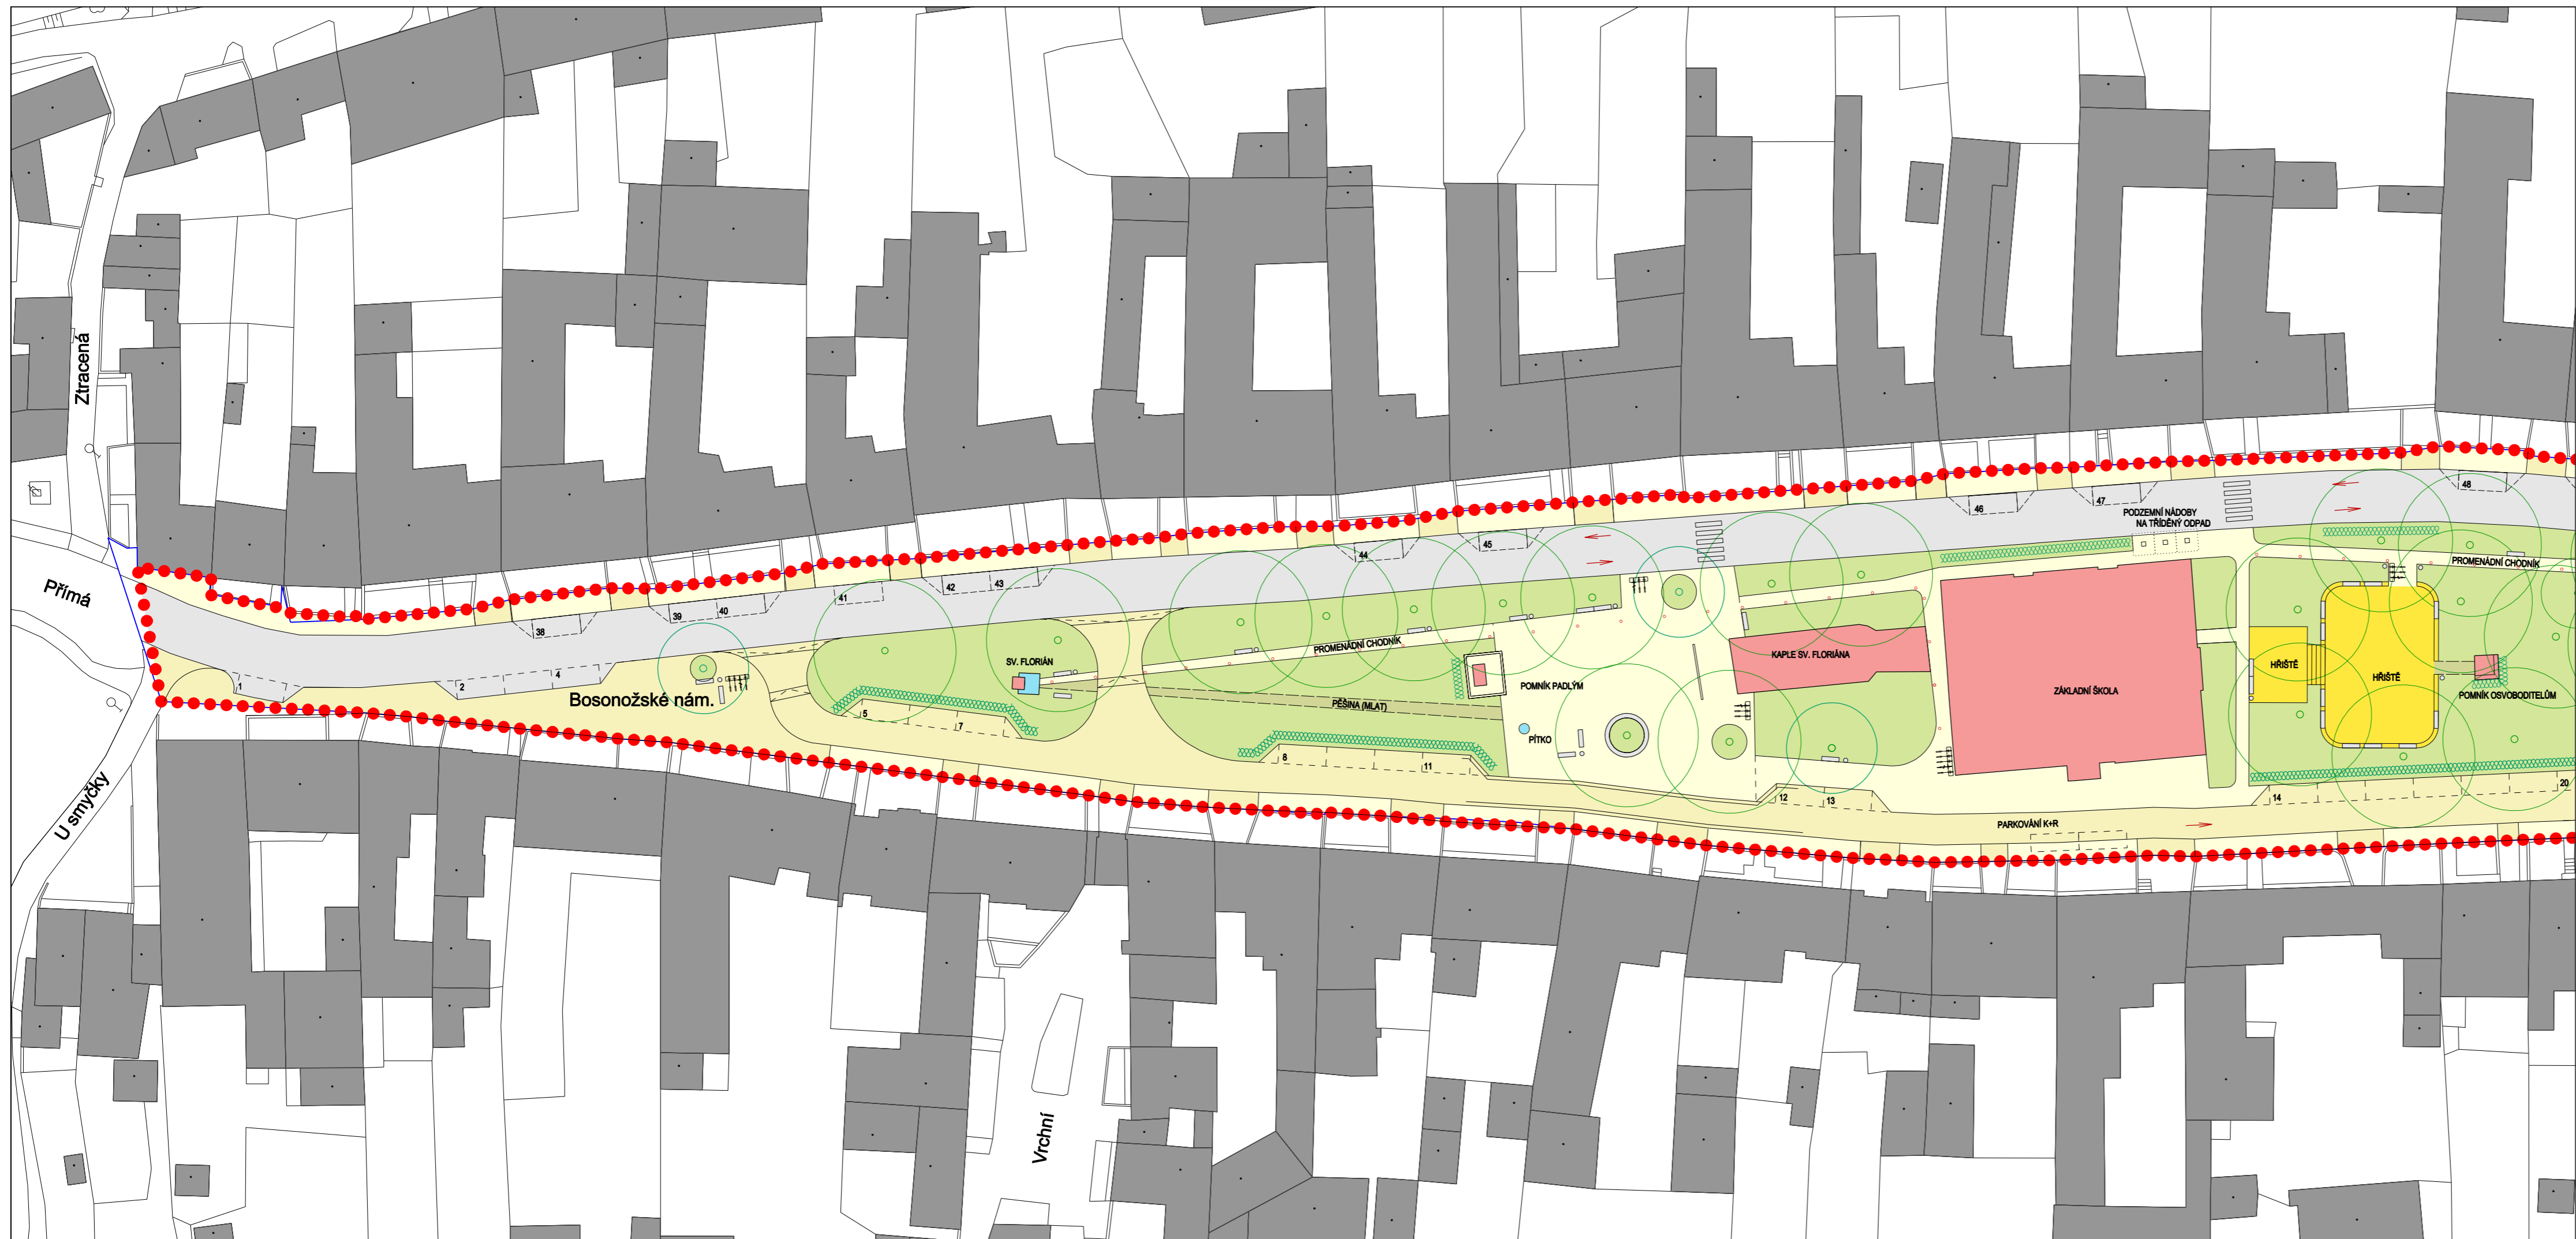 Ztracená
Přímá
U smyčky
Vrchní
Bosonožské nám.
48
46
47
PODZEMNÍ NÁDOBY
NA TŘÍDĚNÝ ODPAD
44
45
42
43
41
39
40
38
PROMENÁDNÍ CHODNÍK
PROMENÁDNÍ CHODNÍK
SV. FLORIÁN
KAPLE SV. FLORIÁNA
HŘIŠTĚ
HŘIŠTĚ
ZÁKLADNÍ ŠKOLA
POMNÍK PADLÝM
POMNÍK OSVOBODITELŮM
PĚŠINA (MLAT)
PÍTKO
1
2
4
5
7
8
11
12
13
14
20
PARKOVÁNÍ K+R